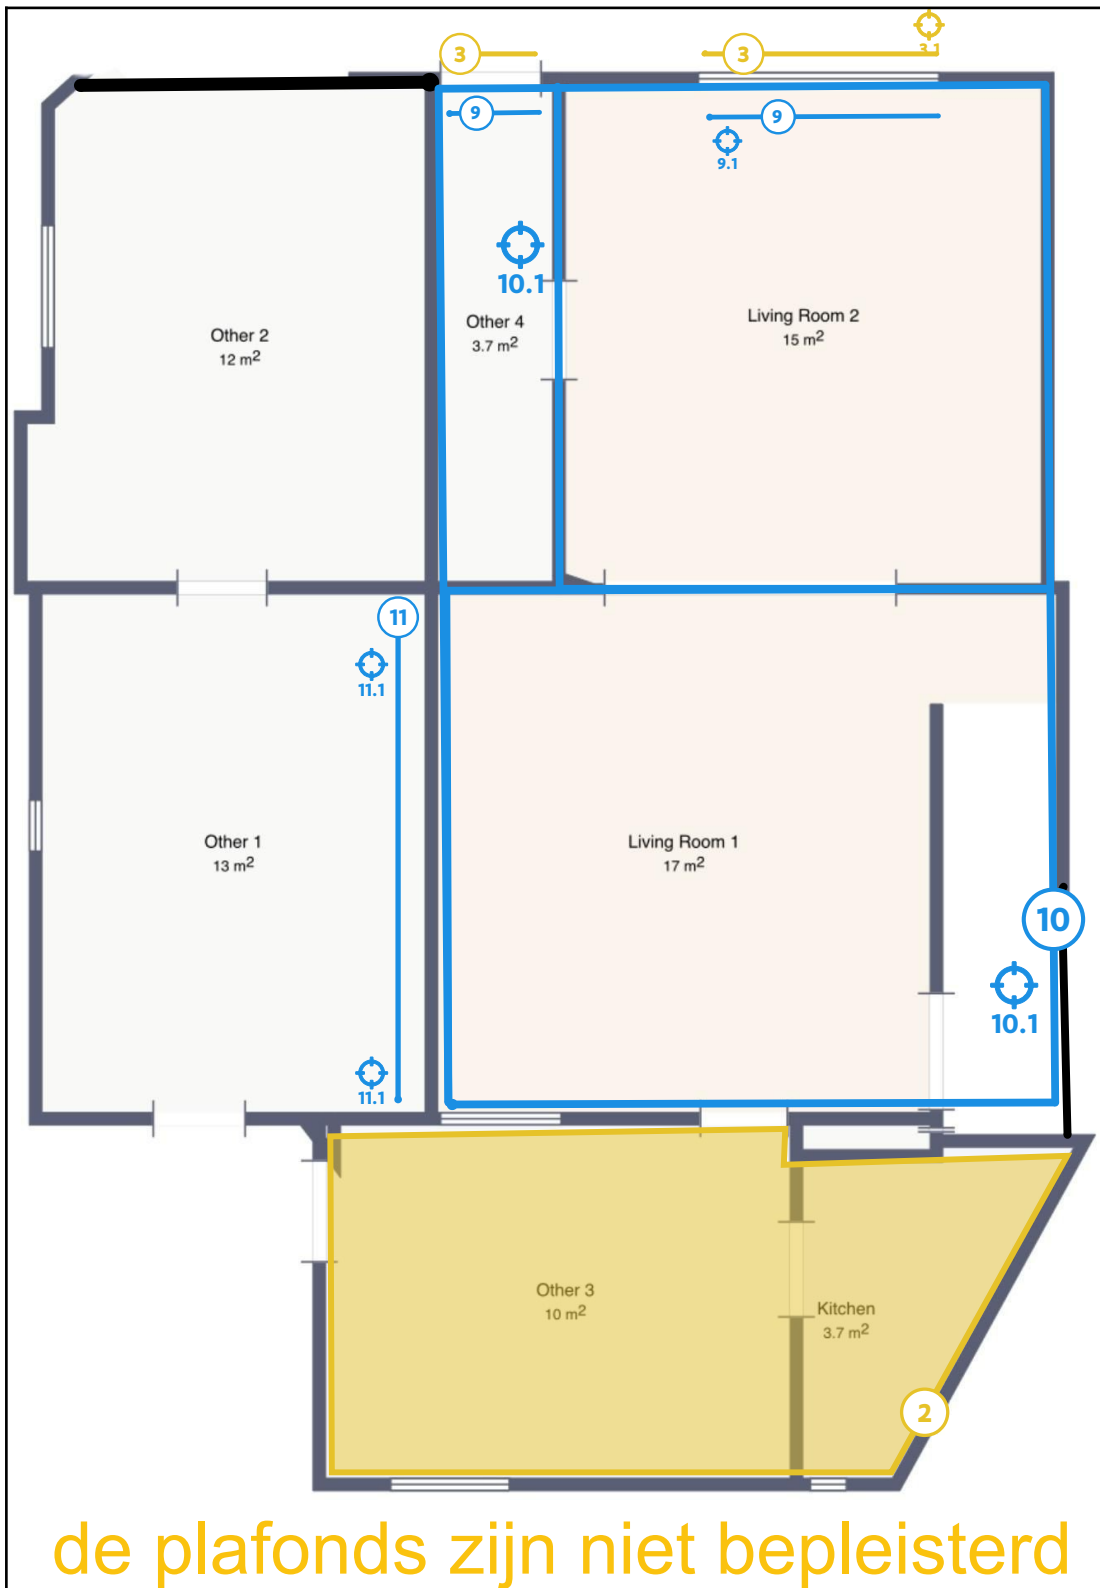 3.1
3
3
9
9
9.1
10.1
Other 2
12 m²
Other 4
3.7 m²
Living Room 2
15 m²
11
11.1
Other 1
13 m²
Living Room 1
17 m²
10
10.1
11.1
Other 3
10 m²
Kitchen
3.7 m²
2
de plafonds zijn niet bepleisterd